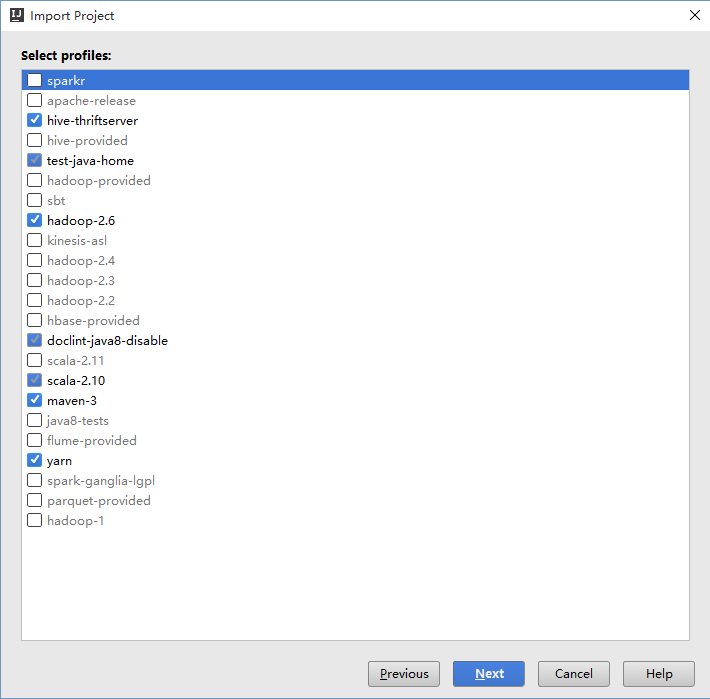 IJ Import Project
Select profiles:
sparkr
apache-release
hive-thriftserver
hive-provided
test-java-home
hadoop-provided
sbt
hadoop-2.6
kinesis-asl
hadoop-2.4
hadoop-2.3
hadoop-2.2
hbase-provided
doclint-java8-disable
scala-2.11
scala-2.10
maven-3
java8-tests
flume-provided
yarn
spark-ganglia-lgpl
parquet-provided
hadoop-1
Previous Next Cancel Help